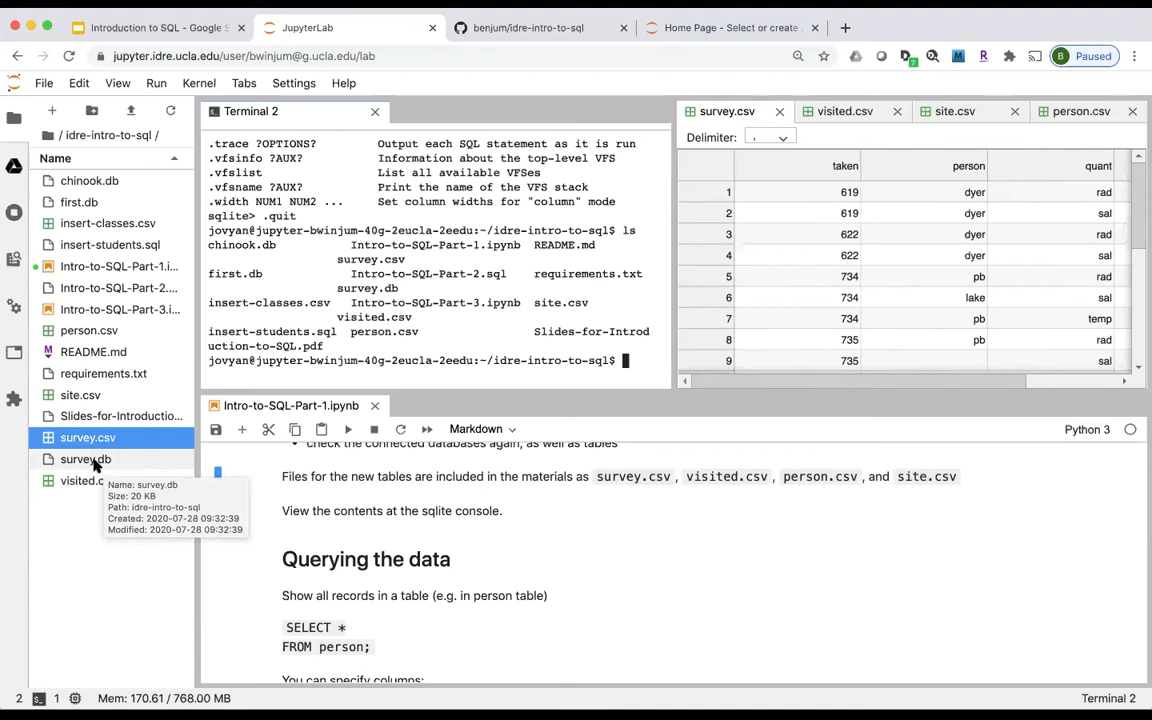 Introduction to SQL - Google S
JupyterLab
benjum/idre-intro-to-sql
Home Page - Select or create
jupyter.idre.ucla.edu/user/bwinjum@g.ucla.edu/lab
7
M
R
B
Paused
File Edit View Run Kernel Tabs Settings Help
/ idre-intro-to-sql /
Name
chinook.db
first.db
insert-classes.csv
insert-students.sql
Intro-to-SQL-Part-1.i...
Intro-to-SQL-Part-2....
Intro-to-SQL-Part-3.i...
person.csv
README.md
requirements.txt
site.csv
Slides-for-Introductio...
survey.csv
survey.db
visited.c
Name: survey.db
Size: 20 KB
Path: idre-intro-to-sql
Created: 2020-07-28 09:32:39
Modified: 2020-07-28 09:32:39
Terminal 2
.trace ?OPTIONS? Output each SQL statement as it is run
.vfsinfo ?AUX? Information about the top-level VFS
.vfslist List all available VFSes
.vfsname ?AUX? Print the name of the VFS stack
.width NUM1 NUM2 ... Set column widths for "column" mode
sqlite> .quit
jovyan@jupyter-bwinjum-40g-2eucla-2eedu:~/idre-intro-to-sql$ ls
chinook.db Intro-to-SQL-Part-1.ipynb README.md
survey.csv
first.db Intro-to-SQL-Part-2.sql requirements.txt
survey.db
insert-classes.csv Intro-to-SQL-Part-3.ipynb site.csv
visited.csv
insert-students.sql person.csv Slides-for-Introd
uction-to-SQL.pdf
jovyan@jupyter-bwinjum-40g-2eucla-2eedu:~/idre-intro-to-sql$
survey.csv visited.csv site.csv person.csv
Delimiter: ,
taken person quant
1 619 dyer rad
2 619 dyer sal
3 622 dyer rad
4 622 dyer sal
5 734 pb rad
6 734 lake sal
7 734 pb temp
8 735 pb rad
9 735 sal
Intro-to-SQL-Part-1.ipynb
Markdown
Python 3
check the connected databases again, as well as tables
Files for the new tables are included in the materials as survey.csv, visited.csv, person.csv, and site.csv
View the contents at the sqlite console.
Querying the data
Show all records in a table (e.g. in person table)
SELECT *
FROM person;
You can specify columns:
2 1 Mem: 170.61 / 768.00 MB
Terminal 2